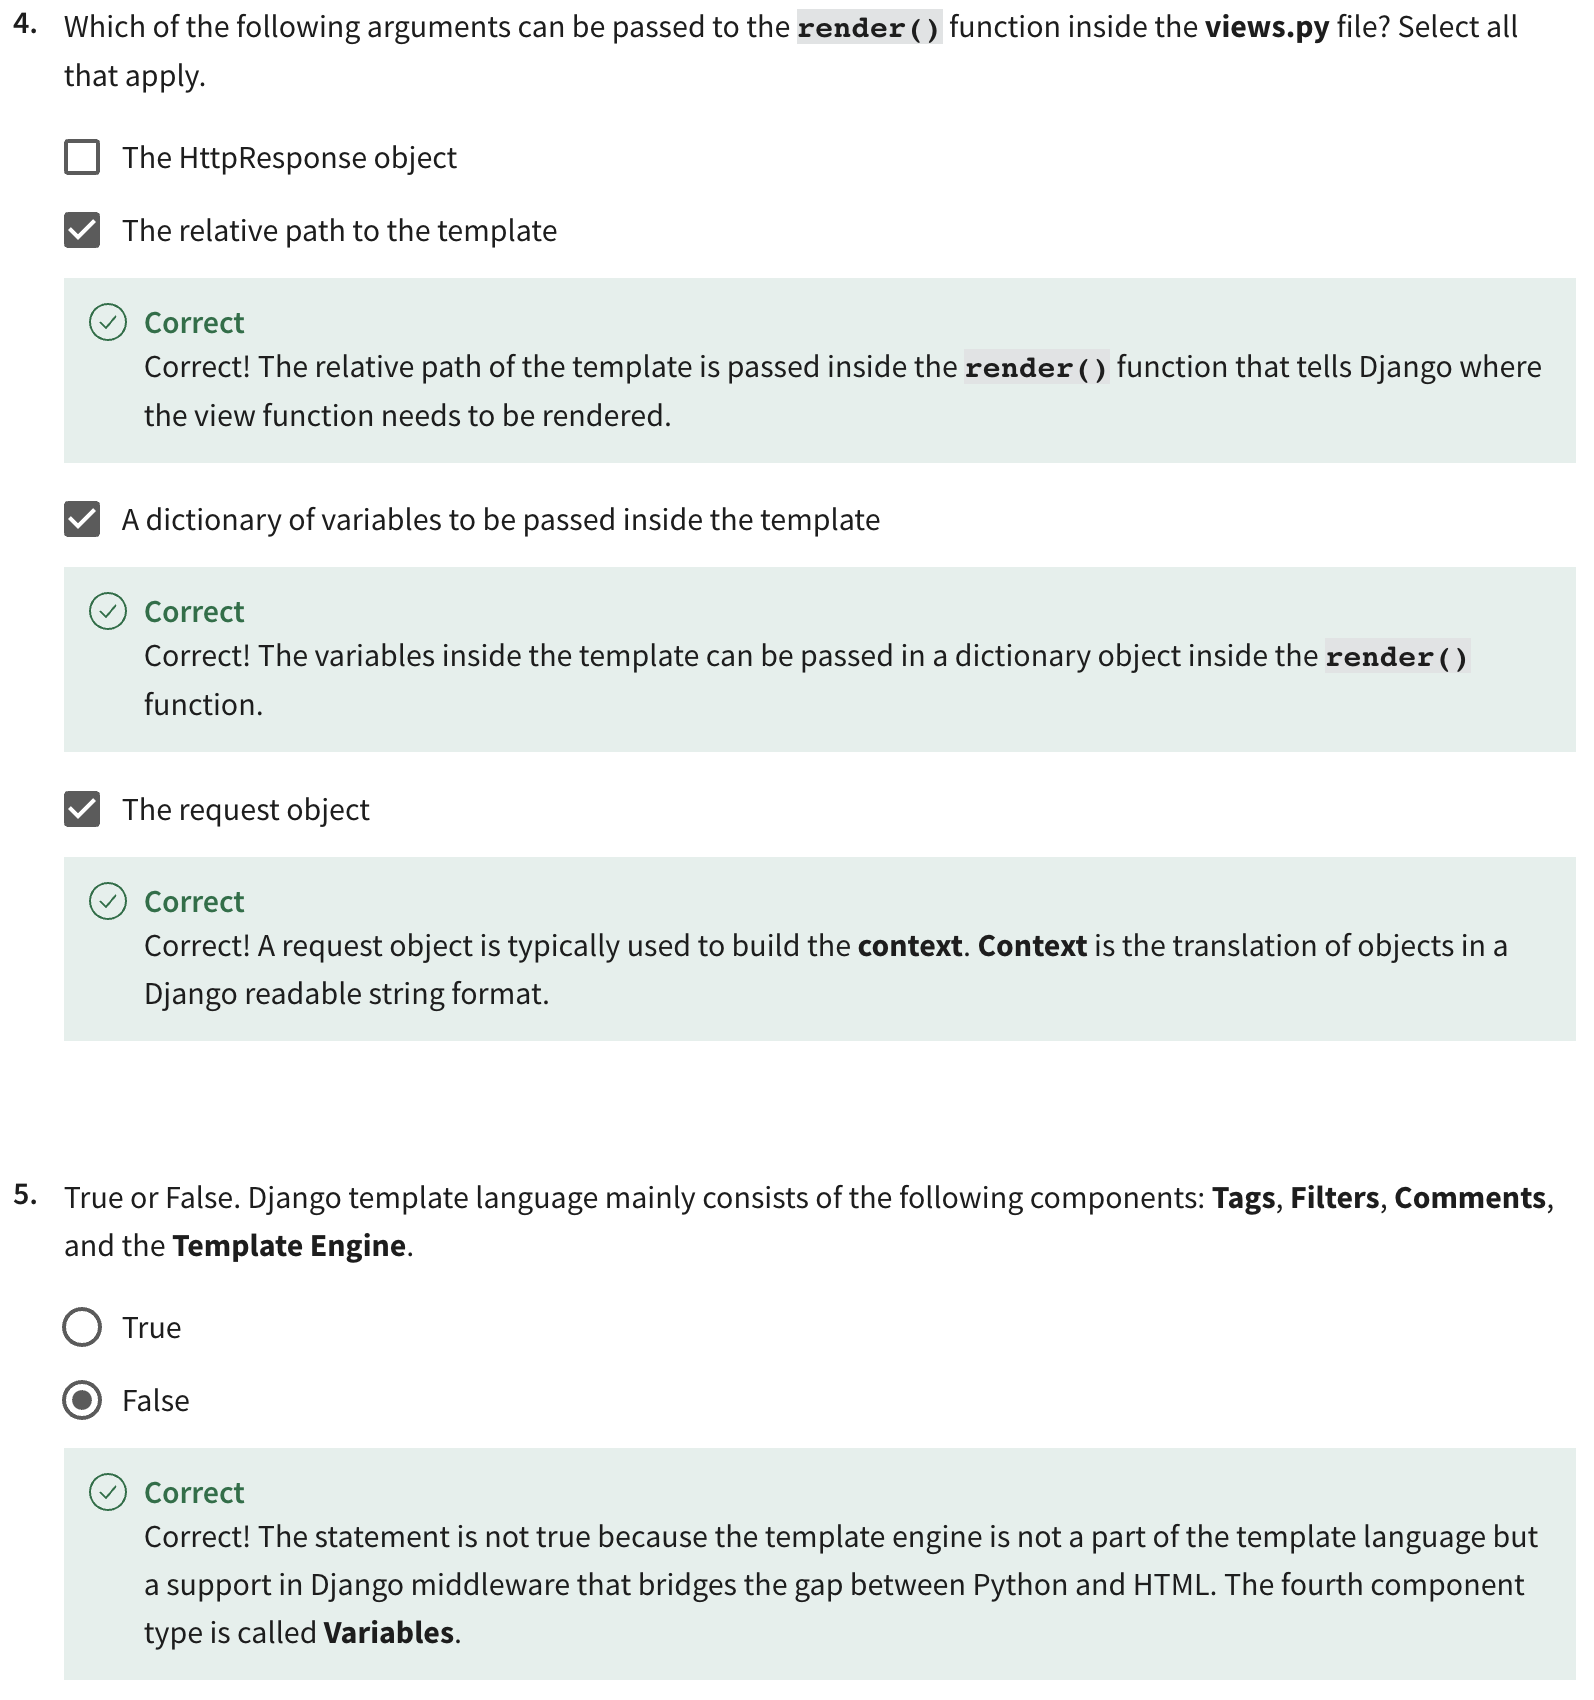 4. Which of the following arguments can be passed to the render() function inside the views.py file? Select all
that apply.
The HttpResponse object
The relative path to the template
Correct
Correct! The relative path of the template is passed inside the render() function that tells Django where
the view function needs to be rendered.
A dictionary of variables to be passed inside the template
Correct
Correct! The variables inside the template can be passed in a dictionary object inside the render()
function.
The request object
Correct
Correct! A request object is typically used to build the context. Context is the translation of objects in a
Django readable string format.
5. True or False. Django template language mainly consists of the following components: Tags, Filters, Comments,
and the Template Engine.
True
False
Correct
Correct! The statement is not true because the template engine is not a part of the template language but
a support in Django middleware that bridges the gap between Python and HTML. The fourth component
type is called Variables.